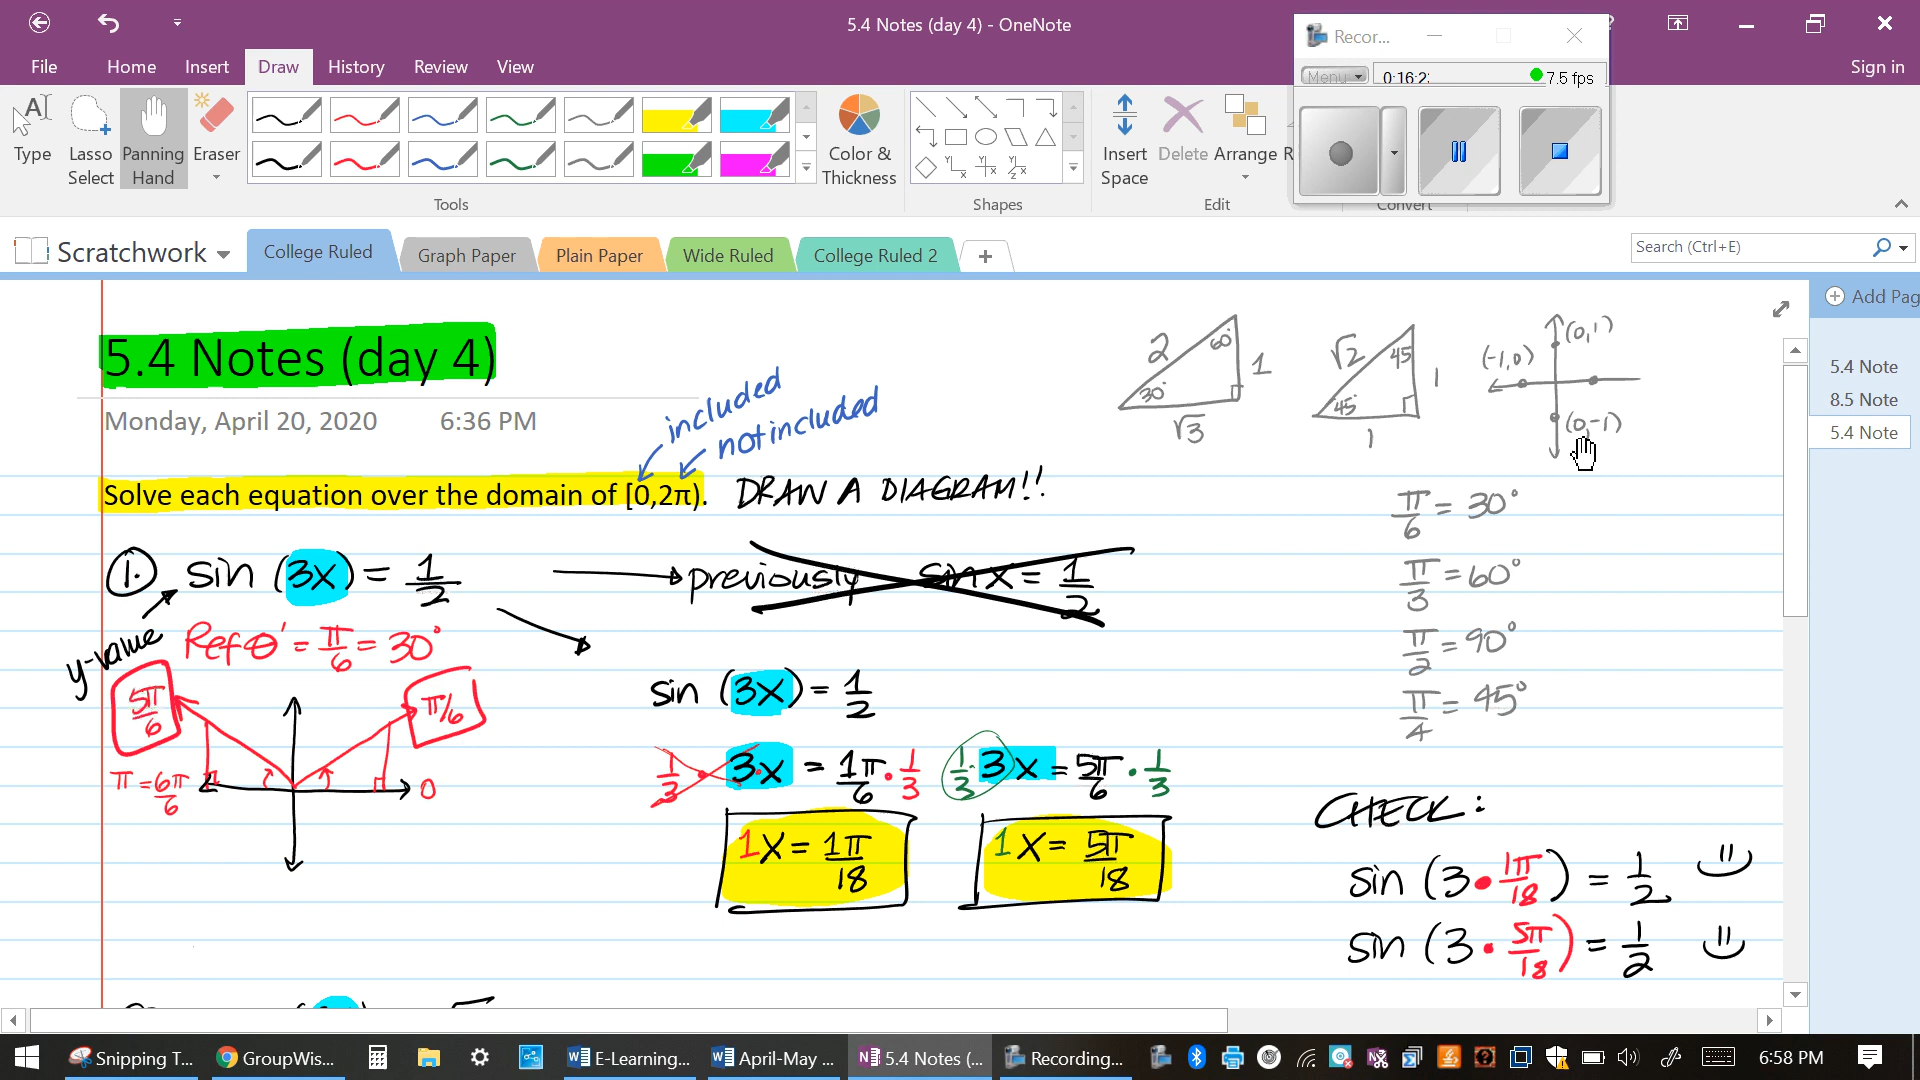 5.4 Notes (day 4) - OneNote
Recor...
Sign in
File Home Insert Draw History Review View
Menu 0:16:2 7.5 fps
Type Lasso Select Panning Hand Eraser
Color & Thickness
Insert Space Delete Arrange R
Tools Shapes Edit Convert
Scratchwork College Ruled Graph Paper Plain Paper Wide Ruled College Ruled 2 +
Search (Ctrl+E)
Add Pag
5.4 Note
8.5 Note
5.4 Note
5.4 Notes (day 4)
Monday, April 20, 2020 6:36 PM
included
not included
2 60° 1 30° √3
√2 45 1 45° 1
(0,1) (-1,0) (0,-1)
Solve each equation over the domain of [0,2π). DRAW A DIAGRAM!!
π/6 = 30°
π/3 = 60°
π/2 = 90°
π/4 = 45°
1. sin (3x) = 1/2 → previously sin x = 1/2
y-value
Ref θ' = π/6 = 30°
5π/6 π/6
π = 6π/6 0
sin (3x) = 1/2
1/3 · 3x = 1π/6 · 1/3 1/3 · 3x = 5π/6 · 1/3
1x = 1π/18 1x = 5π/18
CHECK:
sin (3 · 1π/18) = 1/2
sin (3 · 5π/18) = 1/2
Snipping T... GroupWis... E-Learning... April-May ... 5.4 Notes (... Recording... 6:58 PM